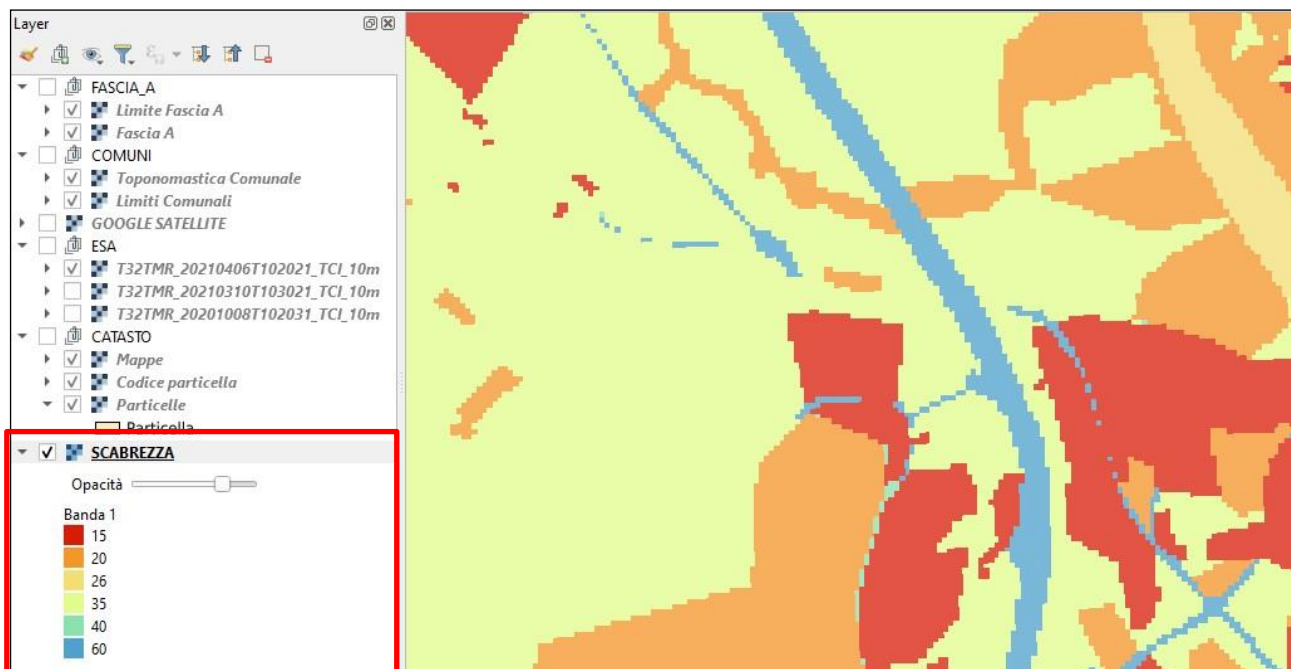 Layer
FASCIA_A
Limite Fascia A
Fascia A
COMUNI
Toponomastica Comunale
Limiti Comunali
GOOGLE SATELLITE
ESA
T32TMR_20210406T102021_TCI_10m
T32TMR_20210310T103021_TCI_10m
T32TMR_20201008T102031_TCI_10m
CATASTO
Mappe
Codice particella
Particelle
Particella
SCABREZZA
Opacità
Banda 1
15
20
26
35
40
60